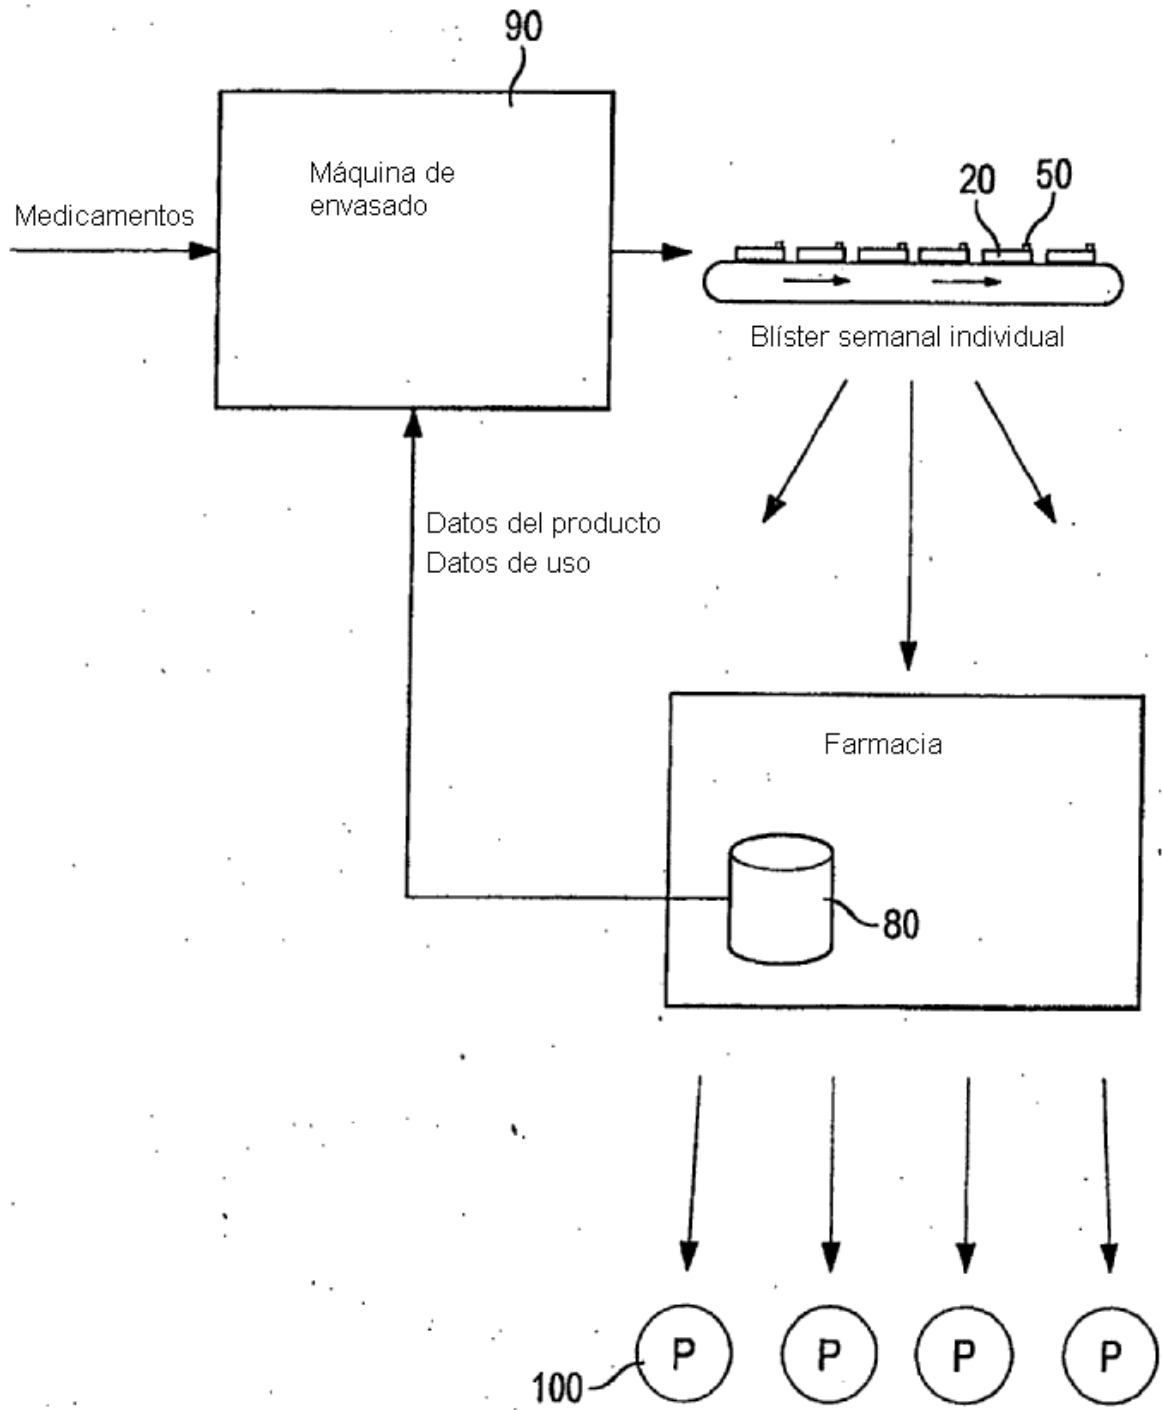 90
Máquina de
envasado
Medicamentos
20 50
Blíster semanal individual
Datos del producto
Datos de uso
Farmacia
80
P P P P
100